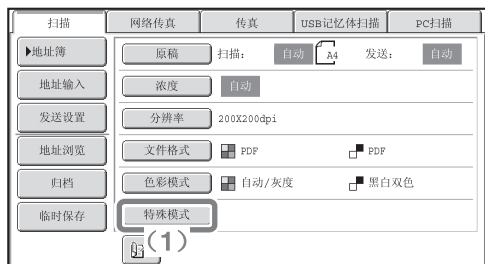 扫描 网络传真 传真 USB记忆体扫描 PC扫描
▶地址簿 原稿 扫描: 自动 A4 发送: 自动
地址输入 浓度 自动
发送设置 分辨率 200X200dpi
地址浏览 文件格式 PDF PDF
归档 色彩模式 自动/灰度 黑白双色
临时保存 特殊模式
(1)